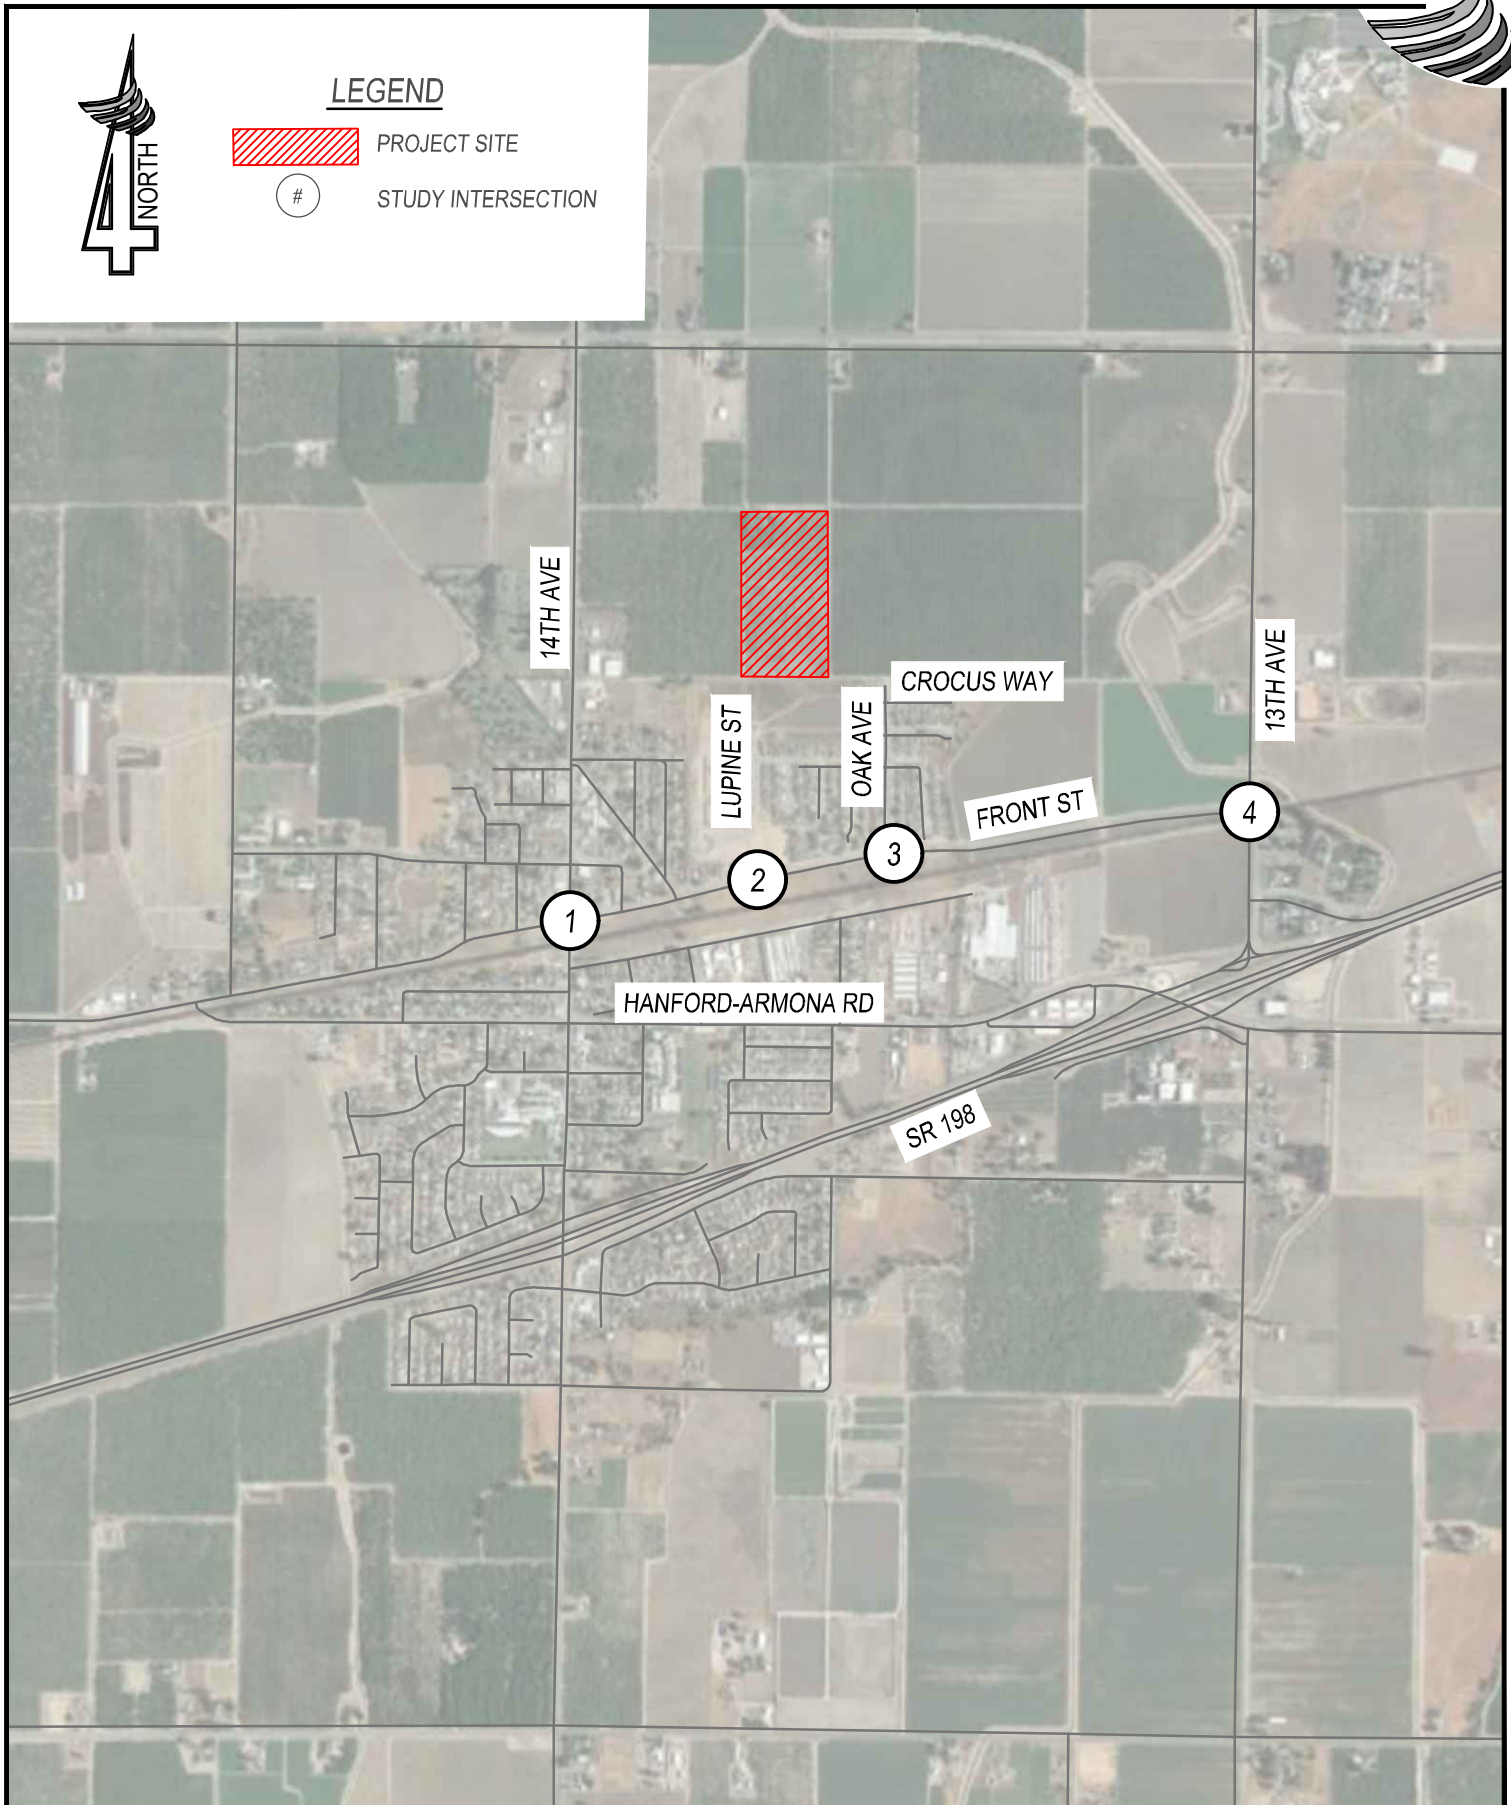 LEGEND
PROJECT SITE
# STUDY INTERSECTION
NORTH
14TH AVE
CROCUS WAY
13TH AVE
LUPINE ST
OAK AVE
FRONT ST
4
3
2
1
HANFORD-ARMONA RD
SR 198